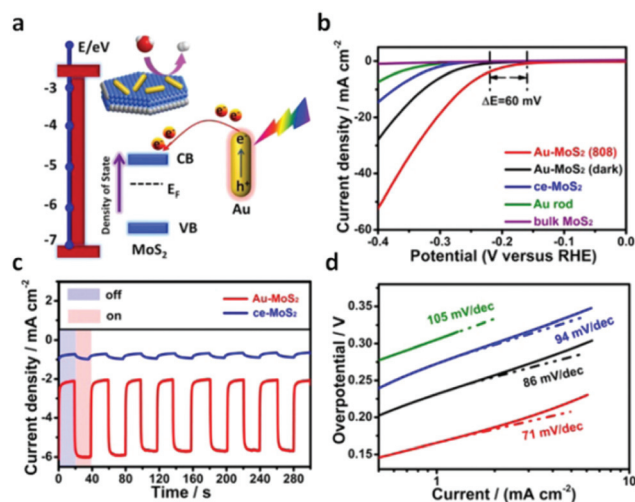 a
E/eV
-3
-4
-5
-6
-7
Density of State
CB
E_F
VB
MoS₂
e⁻
e⁻
e⁻
e⁻
e⁻
h⁺
Au
b
Current density / mA cm⁻²
0
-20
-40
-60
ΔE=60 mV
Au-MoS₂ (808)
Au-MoS₂ (dark)
ce-MoS₂
Au rod
bulk MoS₂
-0.4 -0.3 -0.2 -0.1 0.0
Potential (V versus RHE)
c
Current density / mA cm⁻²
off
on
Au-MoS₂
ce-MoS₂
0
-2
-4
-6
0 40 80 120 160 200 240 280
Time / s
d
Overpotential / V
0.35
0.30
0.25
0.20
0.15
105 mV/dec
94 mV/dec
86 mV/dec
71 mV/dec
1 10
Current / (mA cm⁻²)